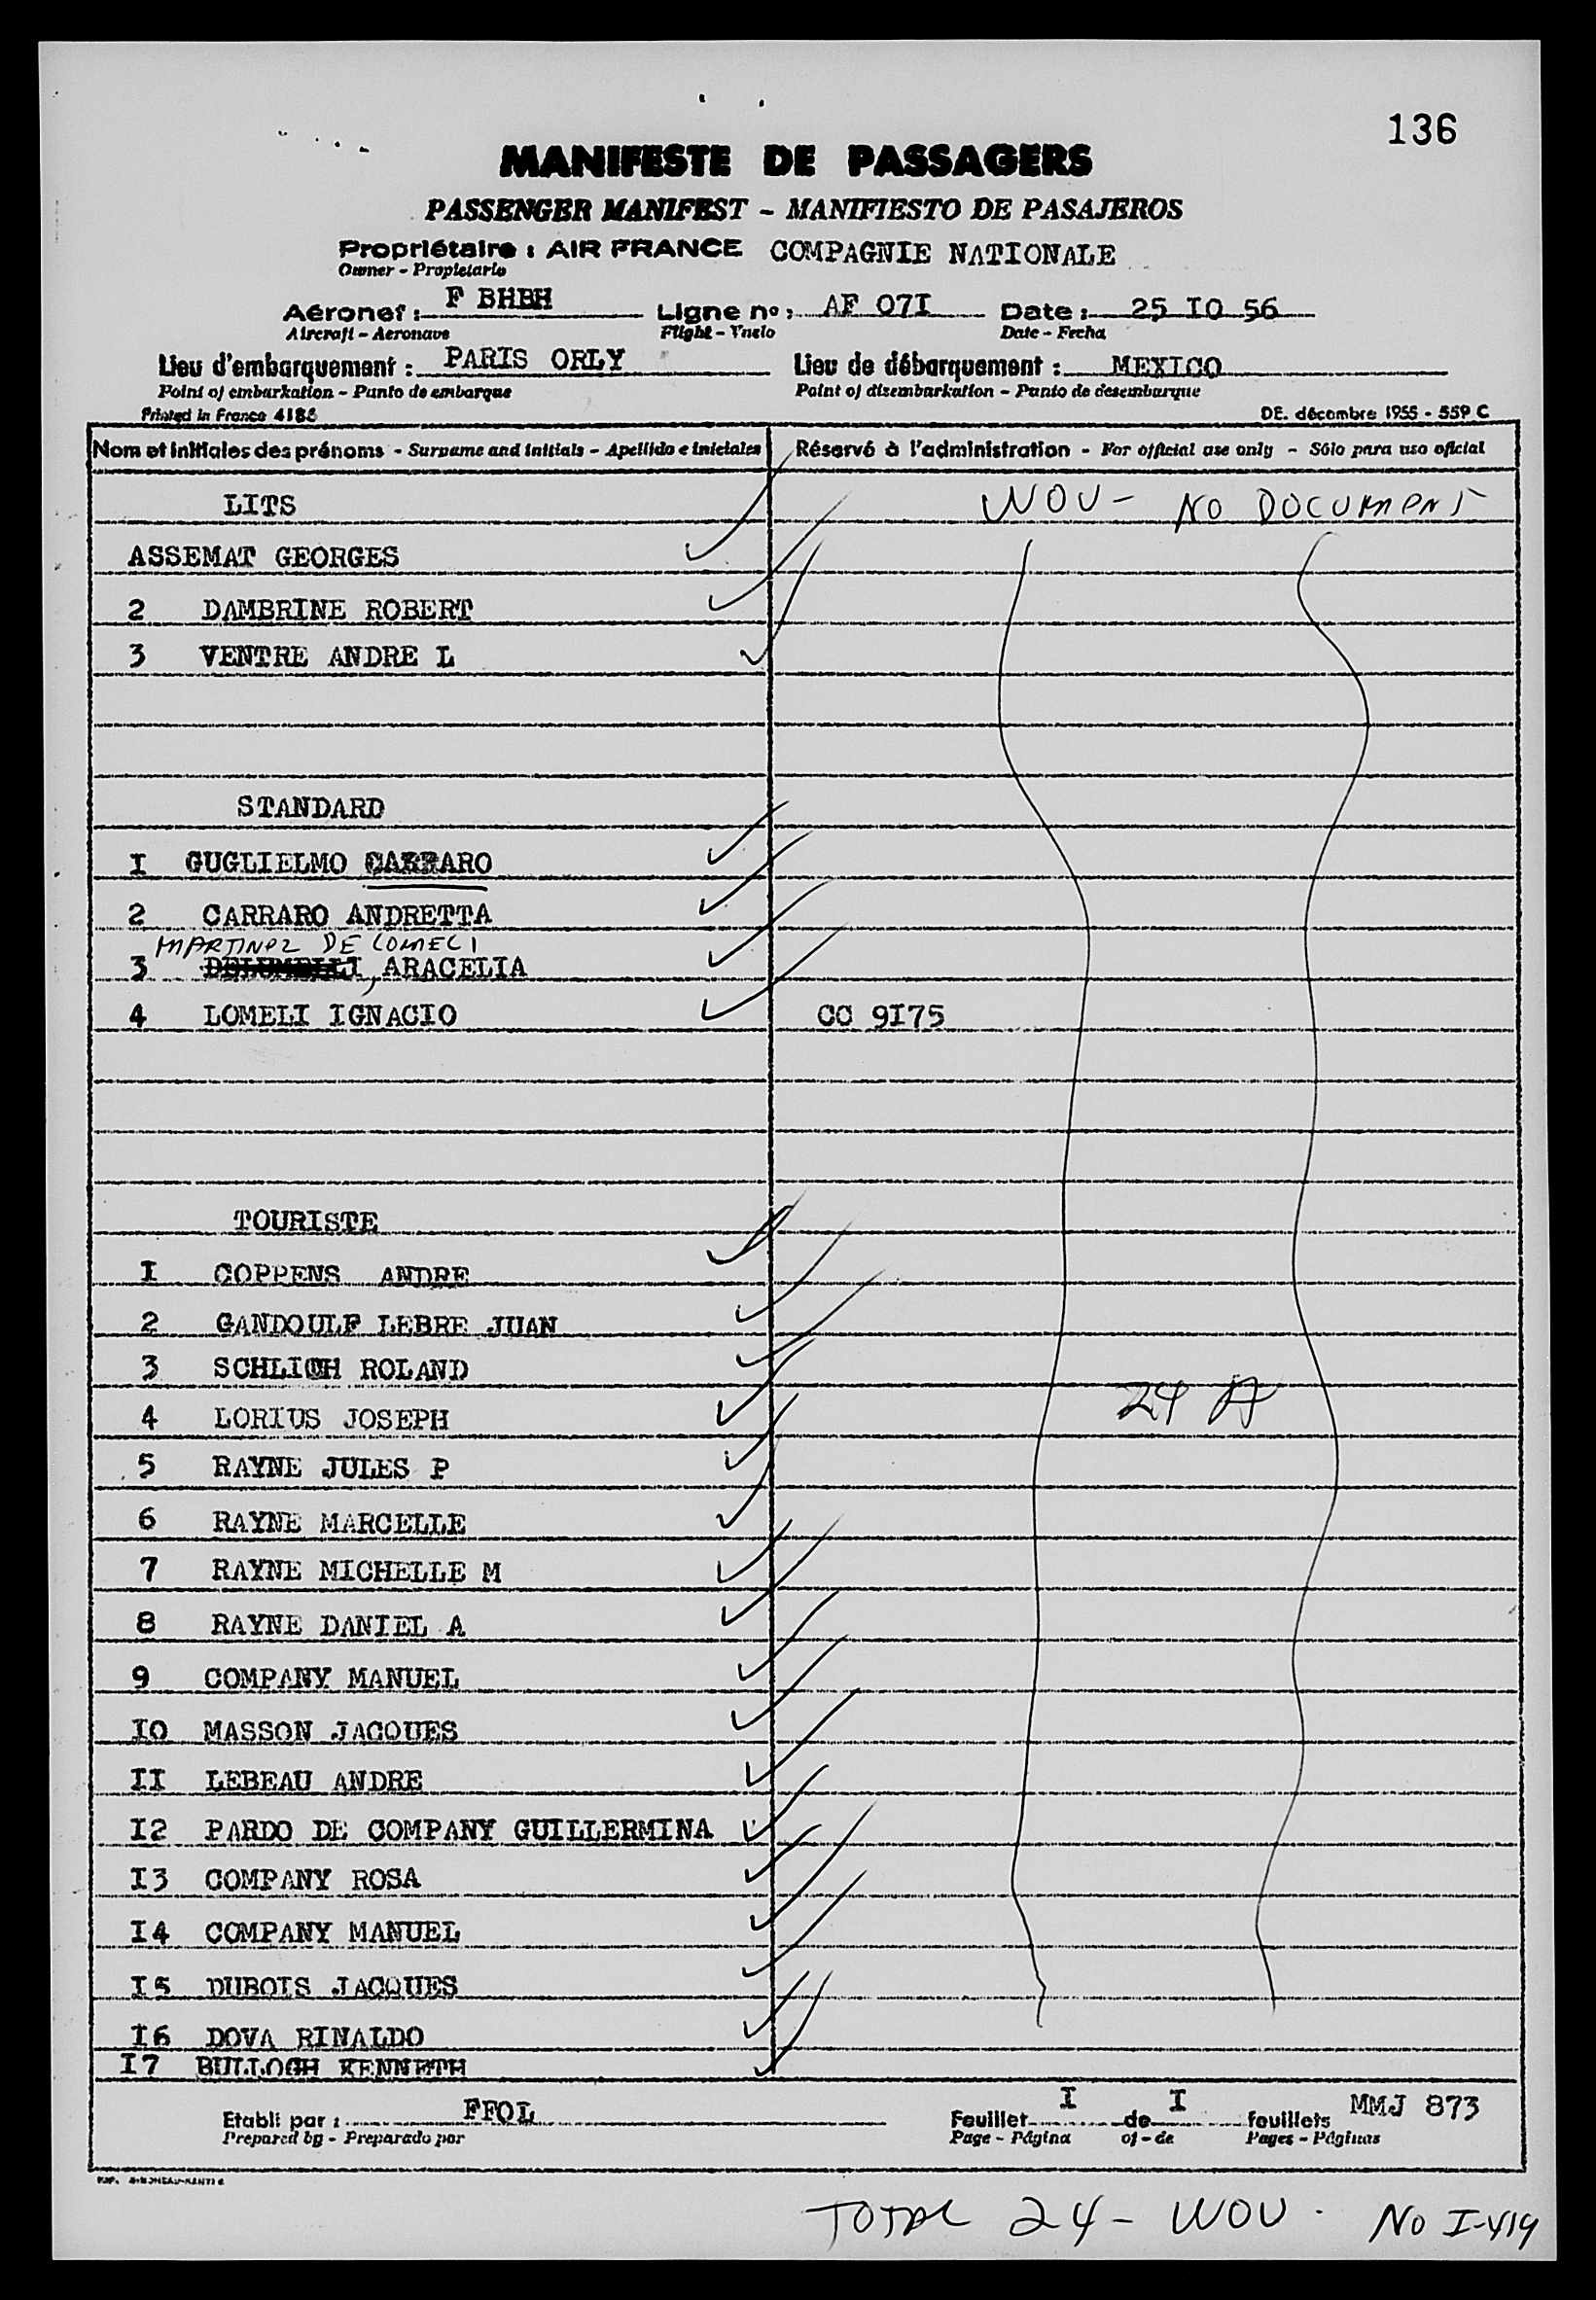 136
MANIFESTE DE PASSAGERS
PASSENGER MANIFEST - MANIFIESTO DE PASAJEROS
Propriétaire : AIR FRANCE COMPAGNIE NATIONALE
Owner - Propietario
Aéronef : F BHBH Ligne nº : AF 07I Date : 25 IO 56
Aircraft - Aeronave Flight - Vuelo Date - Fecha
Lieu d'embarquement : PARIS ORLY Lieu de débarquement : MEXICO
Point of embarkation - Punto de embarque Point of disembarkation - Punto de desembarque
Printed in France 4186 DE. décembre 1955 - 559 C
Nom et initiales des prénoms - Surname and initials - Apellido e iniciales Réservé à l'administration - For official use only - Sólo para uso oficial
LITS WOV - NO DOCUMENT
ASSEMAT GEORGES
2 DAMBRINE ROBERT
3 VENTRE ANDRE L
STANDARD
I GUGLIELMO CARRARO
2 CARRARO ANDRETTA
MARTINEZ DE LOMELI
3 , ARACELIA
4 LOMELI IGNACIO CC 9I75
TOURISTE
I COPPENS ANDRE
2 GANDOULF LEBRE JUAN
3 SCHLICH ROLAND
24 A
4 LORIUS JOSEPH
5 RAYNE JULES P
6 RAYNE MARCELLE
7 RAYNE MICHELLE M
8 RAYNE DANIEL A
9 COMPANY MANUEL
IO MASSON JACQUES
II LEBEAU ANDRE
I2 PARDO DE COMPANY GUILLERMINA
I3 COMPANY ROSA
I4 COMPANY MANUEL
I5 DUBOIS JACQUES
I6 DOVA RINALDO
I7 BULLOGH KENNETH
Etabli par : FFOL Feuillet I de I feuillets MMJ 873
Prepared by - Preparado por Page - Página of - de Pages - Páginas
TOTAL 24 - WOV. No I-419